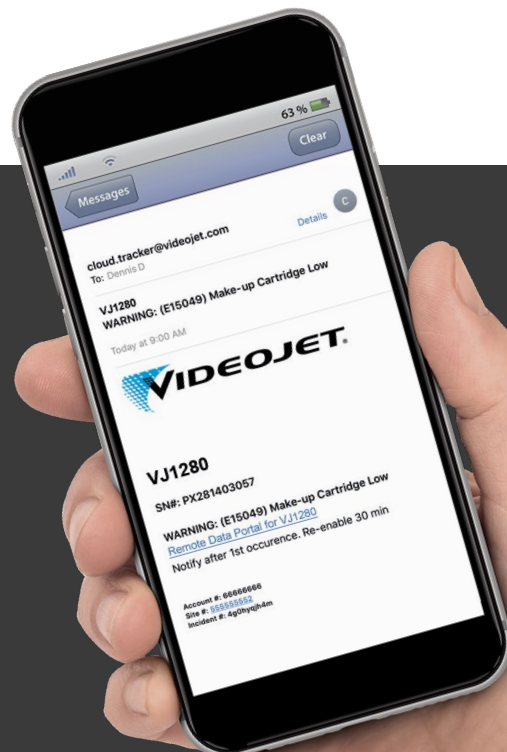 63 %
Messages
Clear
cloud.tracker@videojet.com
To: Dennis D
Details
C
VJ1280
WARNING: (E15049) Make-up Cartridge Low
Today at 9:00 AM
VIDEOJET.
VJ1280
SN#: PX281403057
WARNING: (E15049) Make-up Cartridge Low
Remote Data Portal for VJ1280
Notify after 1st occurence. Re-enable 30 min
Account #: 66666666
Site #: 555555552
Incident #: 4g0hyqjh4m